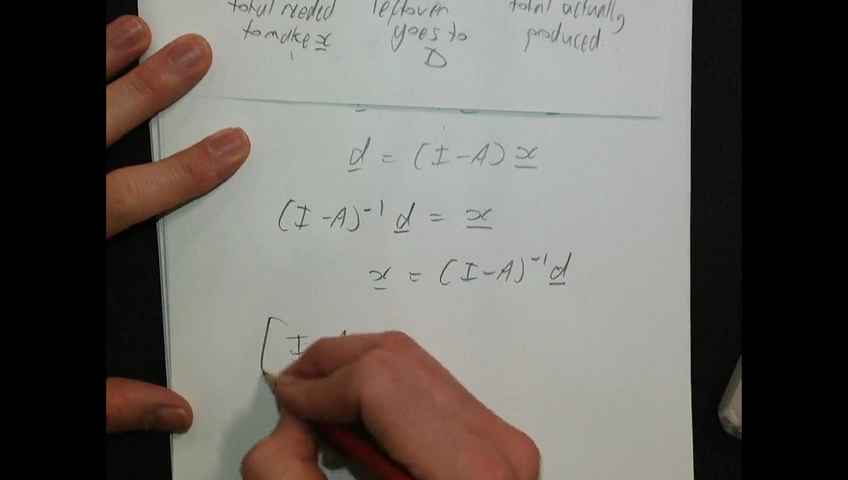 total needed leftover total actually
to make x goes to produced.
D
d = (I-A) x
(I-A)⁻¹ d = x
x = (I-A)⁻¹ d
[ I